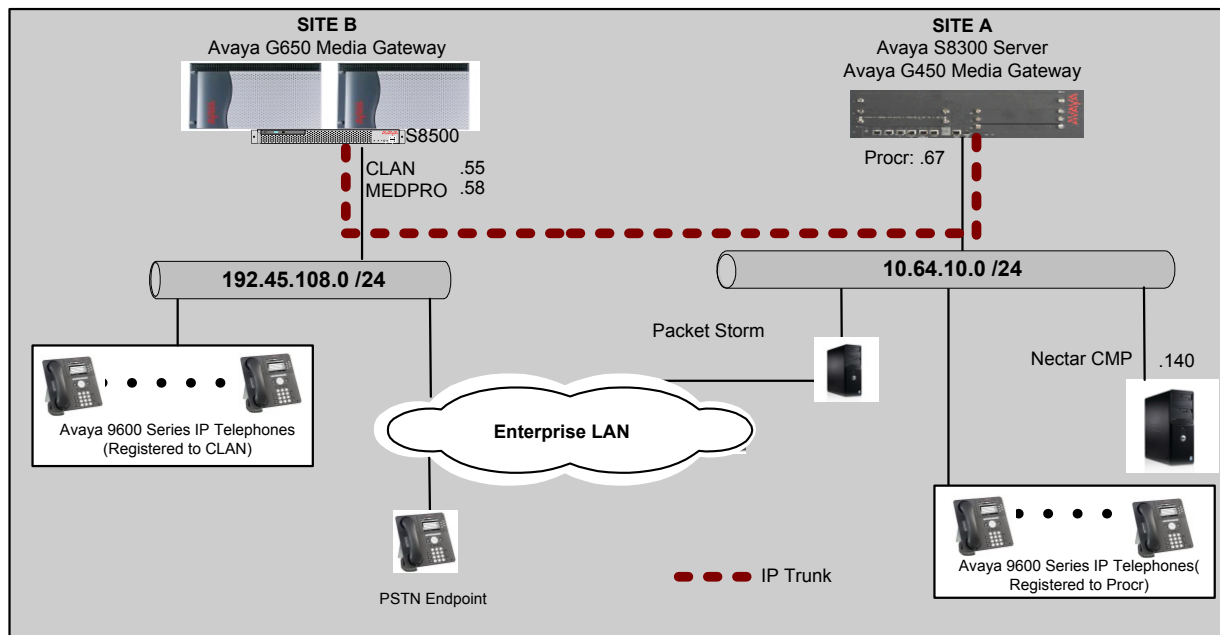 SITE B
Avaya G650 Media Gateway
SITE A
Avaya S8300 Server
Avaya G450 Media Gateway
AVAYA
S8500
CLAN .55
MEDPRO .58
Procr: .67
192.45.108.0 /24
10.64.10.0 /24
Packet Storm
Nectar CMP .140
Avaya 9600 Series IP Telephones
(Registered to CLAN)
Enterprise LAN
PSTN Endpoint
IP Trunk
Avaya 9600 Series IP Telephones(
Registered to Procr)